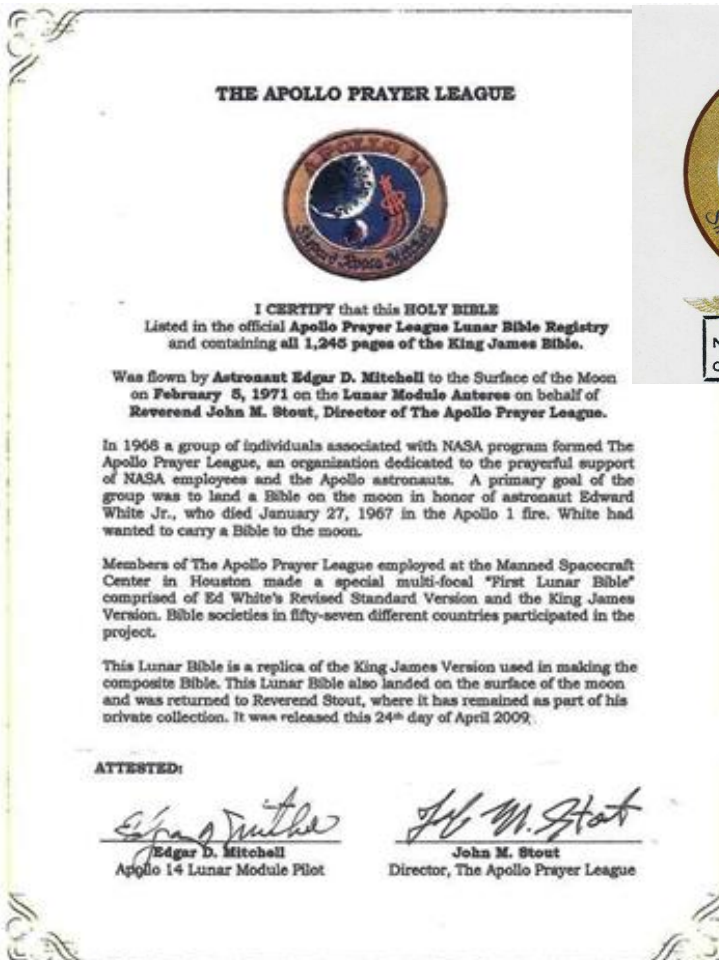 THE APOLLO PRAYER LEAGUE
APOLLO 14
Shepard Roosa Mitchell
I CERTIFY that this HOLY BIBLE
Listed in the official Apollo Prayer League Lunar Bible Registry
and containing all 1,245 pages of the King James Bible.
Was flown by Astronaut Edgar D. Mitchell to the Surface of the Moon
on February 5, 1971 on the Lunar Module Anteres on behalf of
Reverend John M. Stout, Director of The Apollo Prayer League.
In 1968 a group of individuals associated with NASA program formed The
Apollo Prayer League, an organization dedicated to the prayerful support
of NASA employees and the Apollo astronauts. A primary goal of the
group was to land a Bible on the moon in honor of astronaut Edward
White Jr., who died January 27, 1967 in the Apollo 1 fire. White had
wanted to carry a Bible to the moon.
Members of The Apollo Prayer League employed at the Manned Spacecraft
Center in Houston made a special multi-focal "First Lunar Bible"
comprised of Ed White's Revised Standard Version and the King James
Version. Bible societies in fifty-seven different countries participated in the
project.
This Lunar Bible is a replica of the King James Version used in making the
composite Bible. This Lunar Bible also landed on the surface of the moon
and was returned to Reverend Stout, where it has remained as part of his
private collection. It was released this 24th day of April 2009.
ATTESTED:
Edgar D. Mitchell
Apollo 14 Lunar Module Pilot
John M. Stout
Director, The Apollo Prayer League